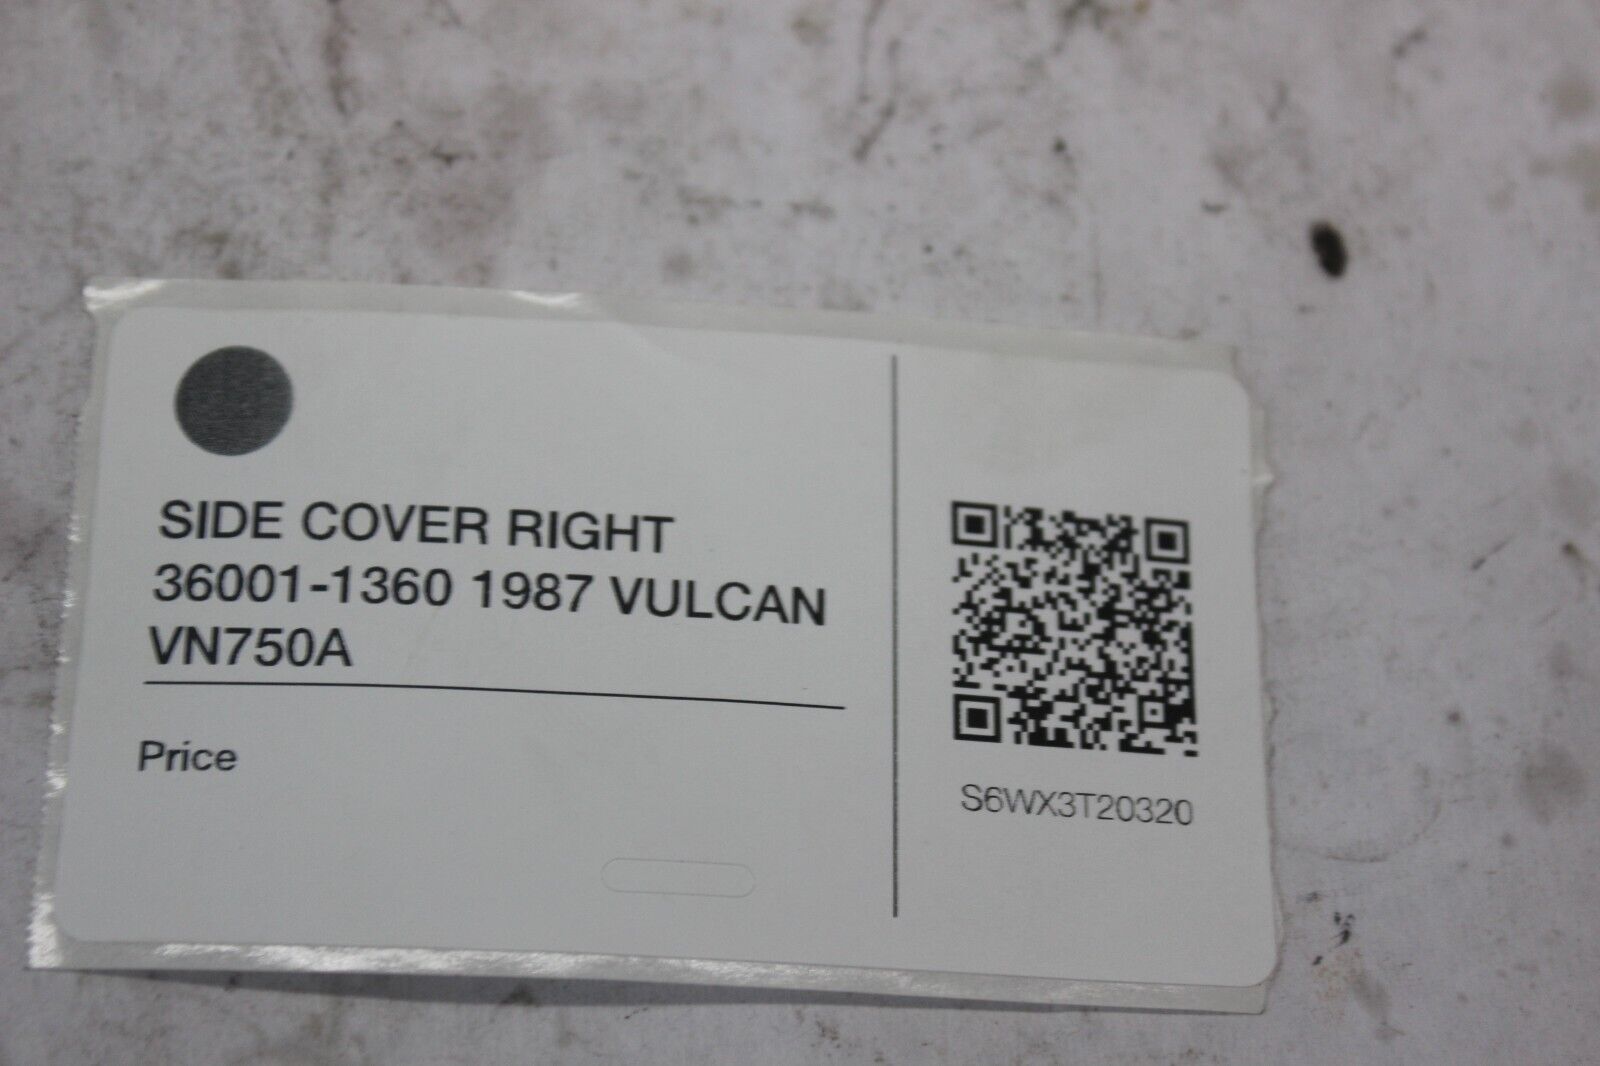 SIDE COVER RIGHT
36001-1360 1987 VULCAN
VN750A
Price
S6WX3T20320